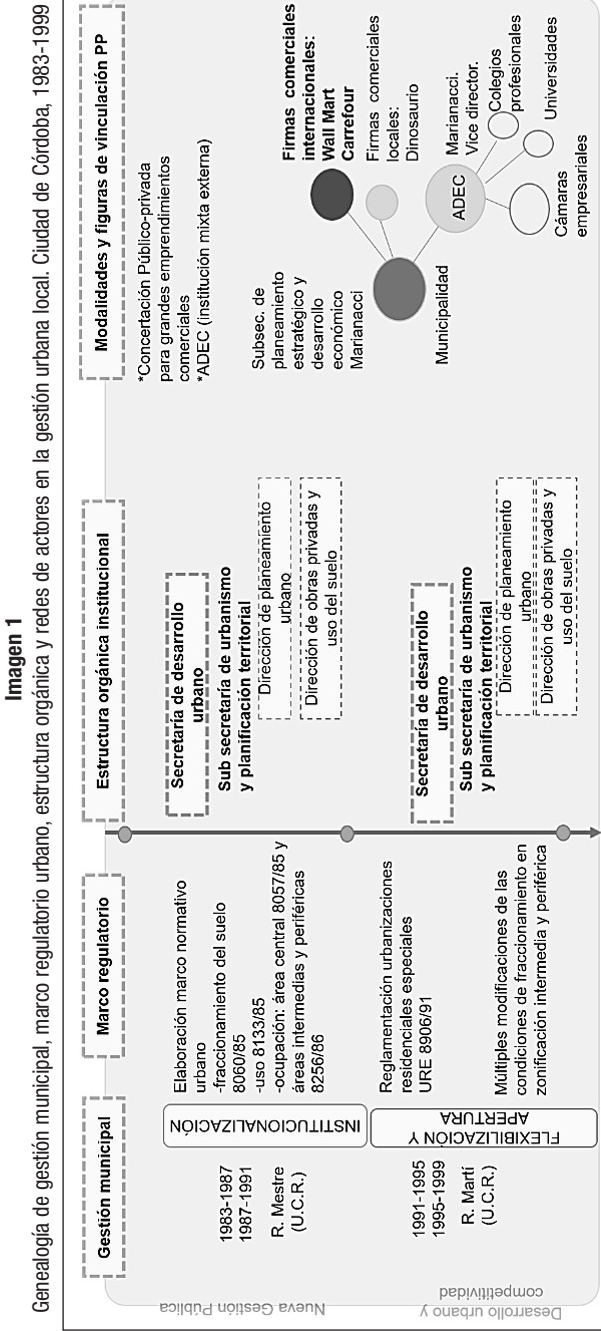 Imagen 1
Genealogía de gestión municipal, marco regulatorio urbano, estructura orgánica y redes de actores en la gestión urbana local. Ciudad de Córdoba, 1983-1999
Gestión municipal
Marco regulatorio
Estructura orgánica institucional
Modalidades y figuras de vinculación PP
Nueva Gestión Pública
1983-1987
1987-1991
R. Mestre
(U.C.R.)
INSTITUCIONALIZACIÓN
Elaboración marco normativo
urbano
-fraccionamiento del suelo
8060/85
-uso 8133/85
-ocupación: área central 8057/85 y
áreas intermedias y periféricas
8256/86
Secretaría de desarrollo
urbano
Sub secretaría de urbanismo
y planificación territorial
Dirección de planeamiento
urbano
Dirección de obras privadas y
uso del suelo
*Concertación Público-privada
para grandes emprendimientos
comerciales
*ADEC (institución mixta externa)
Desarrollo urbano y
competitividad
1991-1995
1995-1999
R. Martí
(U.C.R.)
FLEXIBILIZACIÓN Y
APERTURA
Reglamentación urbanizaciones
residenciales especiales
URE 8906/91
Múltiples modificaciones de las
condiciones de fraccionamiento en
zonificación intermedia y periférica
Secretaría de desarrollo
urbano
Sub secretaría de urbanismo
y planificación territorial
Dirección de planeamiento
urbano
Dirección de obras privadas y
uso del suelo
Subsec. de
planeamiento
estratégico y
desarrollo
económico
Marianacci
Municipalidad
Firmas comerciales
internacionales:
Wall Mart
Carrefour
Firmas comerciales
locales:
Dinosaurio
ADEC
Marianacci.
Vice director.
Colegios
profesionales
Universidades
Cámaras
empresariales